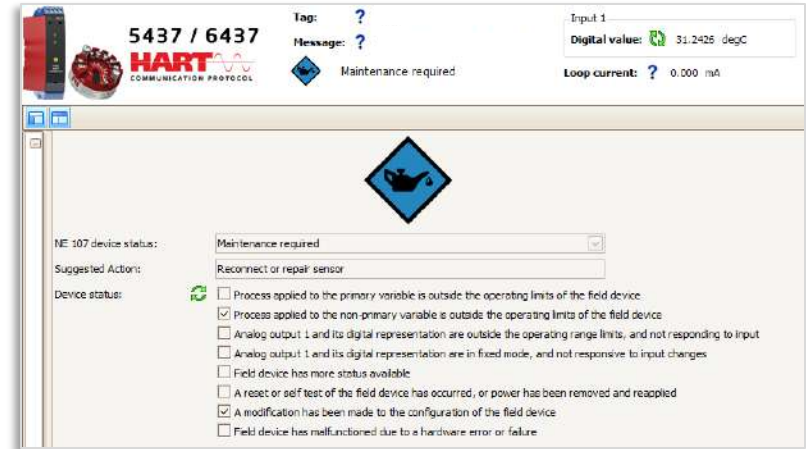 5437 / 6437
HART
COMMUNICATION PROTOCOL
Tag: ?
Message: ?
Maintenance required
Input 1
Digital value: 31.2426 degC
Loop current: ? 0.000 mA
NE 107 device status: Maintenance required
Suggested Action: Reconnect or repair sensor
Device status:
Process applied to the primary variable is outside the operating limits of the field device
Process applied to the non-primary variable is outside the operating limits of the field device
Analog output 1 and its digital representation are outside the operating range limits, and not responding to input
Analog output 1 and its digital representation are in fixed mode, and not responsive to input changes
Field device has more status available
A reset or self test of the field device has occurred, or power has been removed and reapplied
A modification has been made to the configuration of the field device
Field device has malfunctioned due to a hardware error or failure